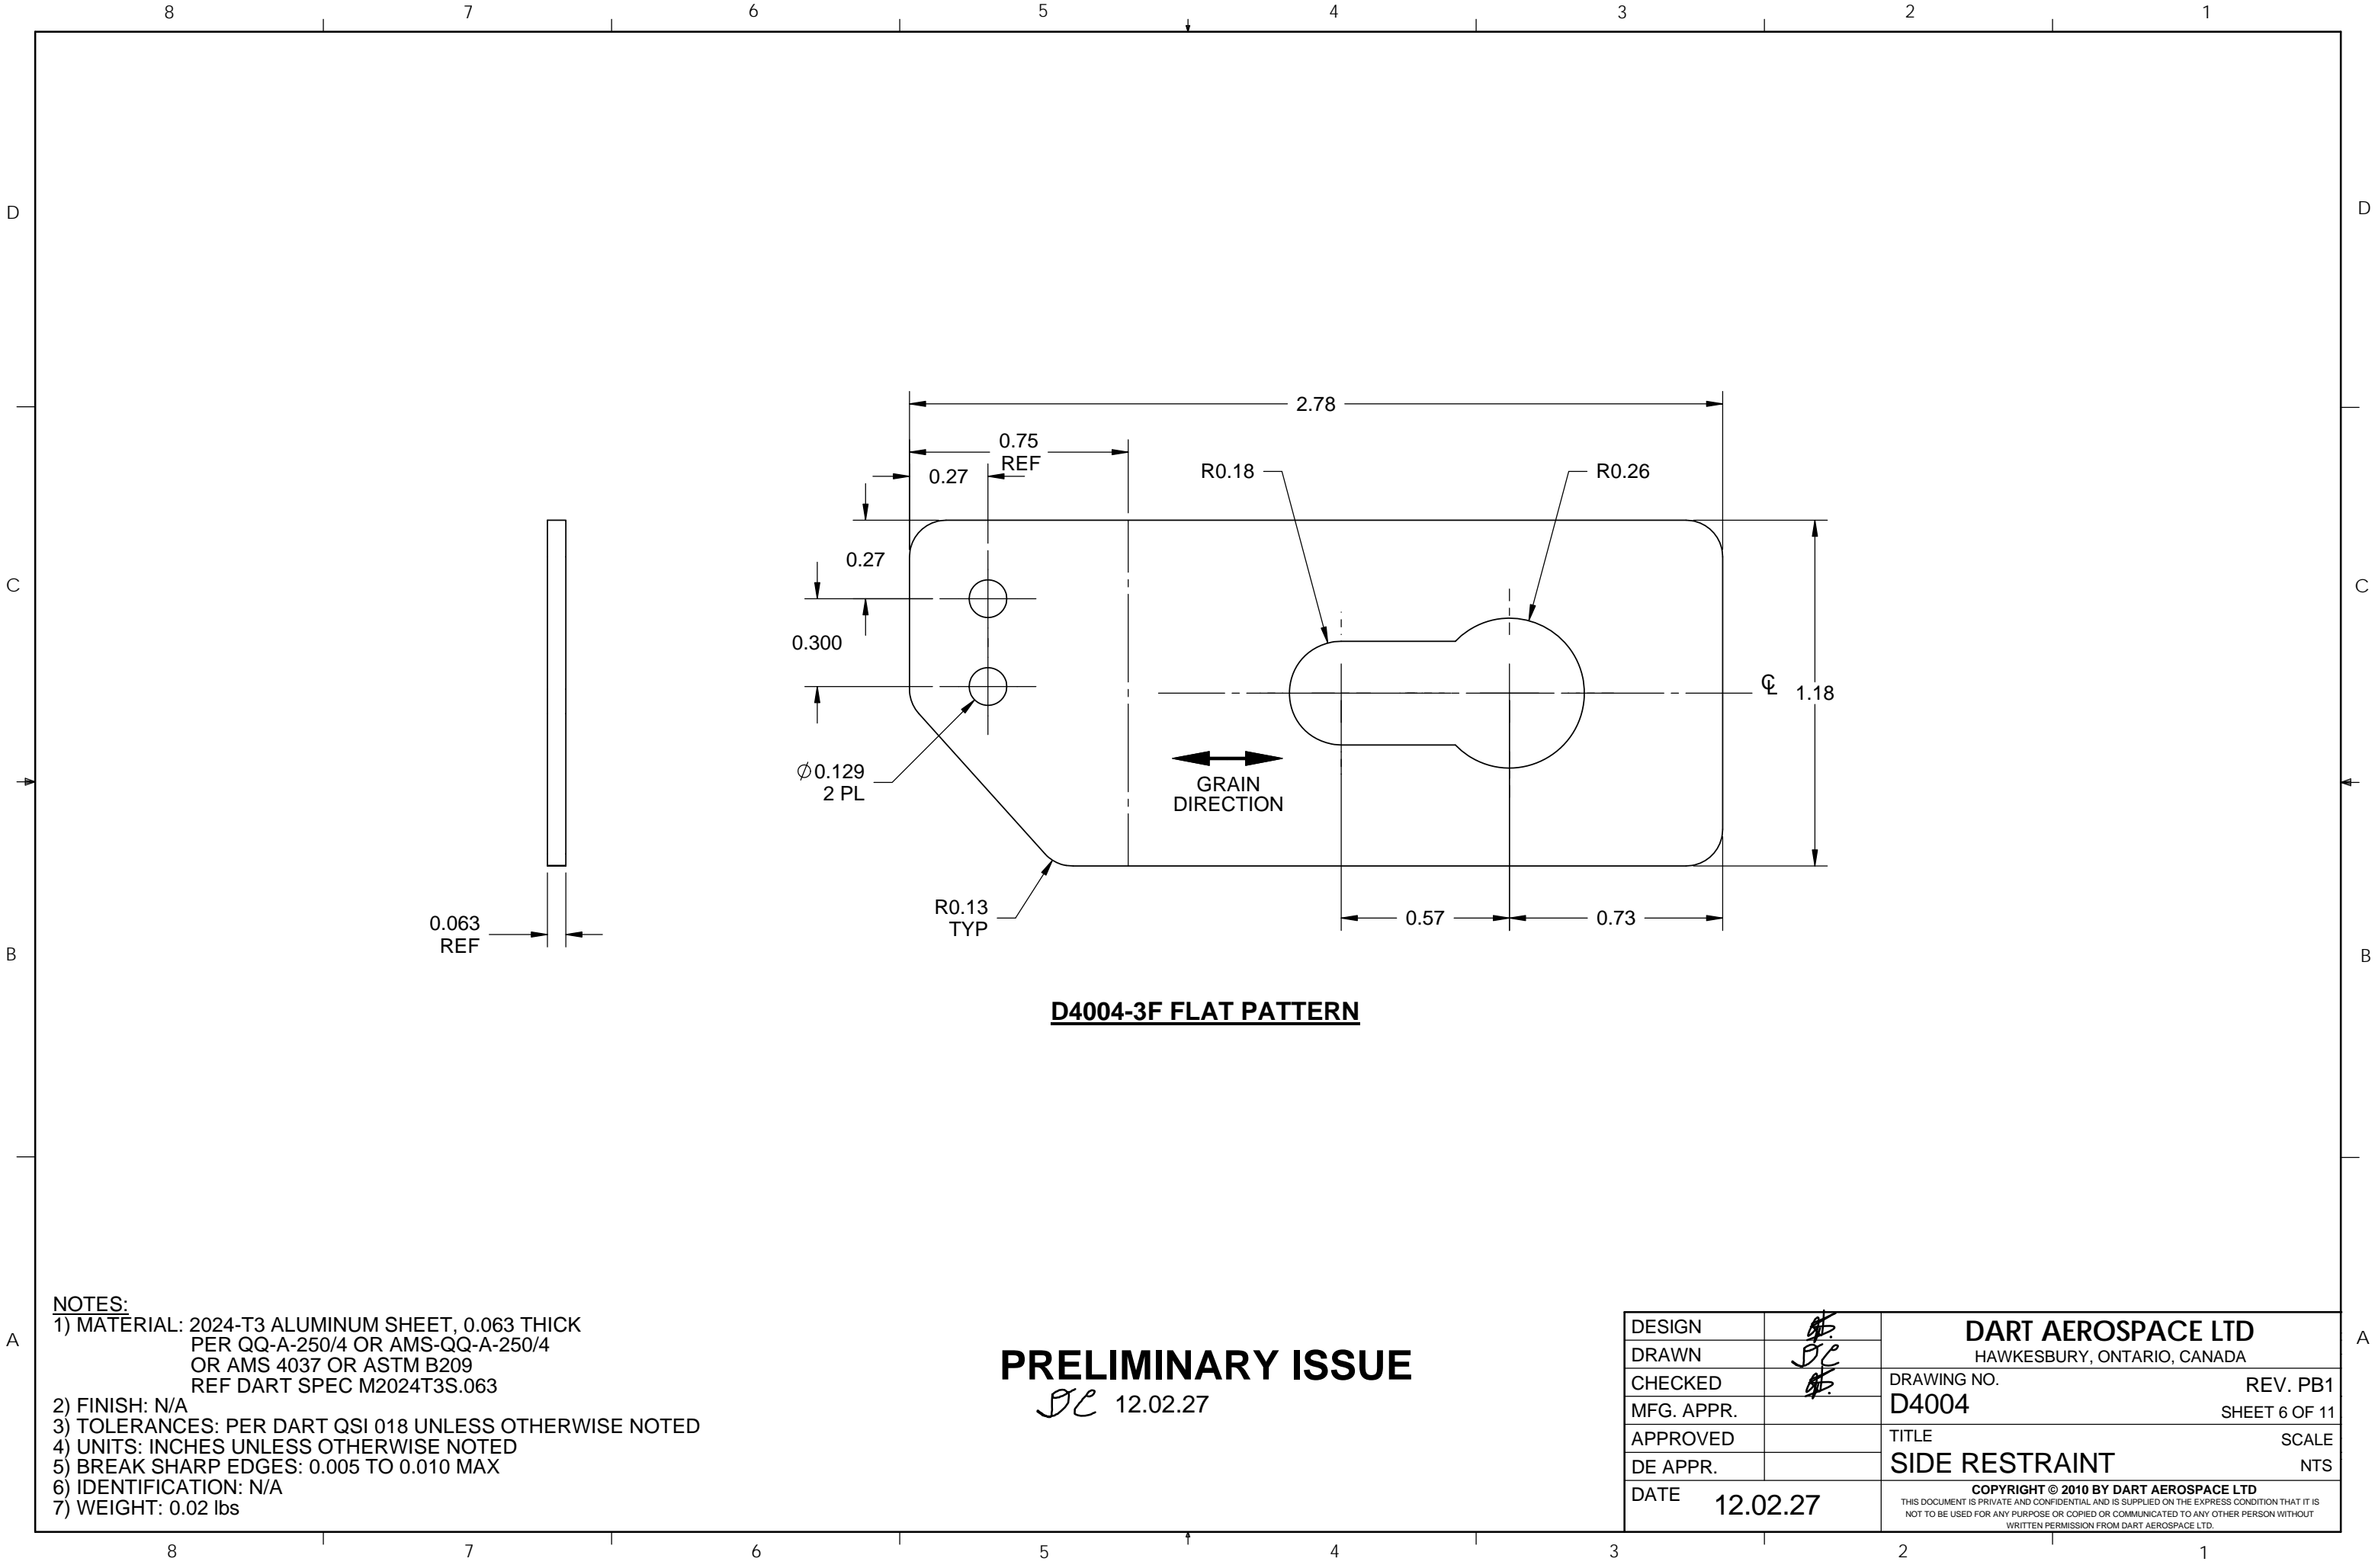 8 7 6 5 4 3 2 1
D D
2.78
0.75
REF
0.27
R0.18
R0.26
0.27
C C
0.300
℄ 1.18
∅0.129
2 PL
GRAIN
DIRECTION
R0.13
TYP
0.57 0.73
0.063
REF
B B
D4004-3F FLAT PATTERN
NOTES:
1) MATERIAL: 2024-T3 ALUMINUM SHEET, 0.063 THICK
PER QQ-A-250/4 OR AMS-QQ-A-250/4
OR AMS 4037 OR ASTM B209
REF DART SPEC M2024T3S.063
2) FINISH: N/A
3) TOLERANCES: PER DART QSI 018 UNLESS OTHERWISE NOTED
4) UNITS: INCHES UNLESS OTHERWISE NOTED
5) BREAK SHARP EDGES: 0.005 TO 0.010 MAX
6) IDENTIFICATION: N/A
7) WEIGHT: 0.02 lbs
A A
PRELIMINARY ISSUE
DC 12.02.27
DESIGN
DRAWN DC
CHECKED
MFG. APPR.
APPROVED
DE APPR.
DATE 12.02.27
DART AEROSPACE LTD
HAWKESBURY, ONTARIO, CANADA
DRAWING NO. REV. PB1
D4004 SHEET 6 OF 11
TITLE SCALE
SIDE RESTRAINT NTS
COPYRIGHT © 2010 BY DART AEROSPACE LTD
THIS DOCUMENT IS PRIVATE AND CONFIDENTIAL AND IS SUPPLIED ON THE EXPRESS CONDITION THAT IT IS
NOT TO BE USED FOR ANY PURPOSE OR COPIED OR COMMUNICATED TO ANY OTHER PERSON WITHOUT
WRITTEN PERMISSION FROM DART AEROSPACE LTD.
8 7 6 5 4 3 2 1